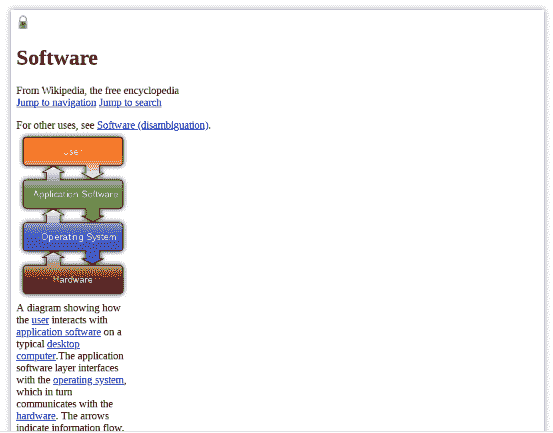 Software
From Wikipedia, the free encyclopedia
Jump to navigation Jump to search
For other uses, see Software (disambiguation).
User
Application Software
Operating System
Hardware
A diagram showing how
the user interacts with
application software on a
typical desktop
computer.The application
software layer interfaces
with the operating system,
which in turn
communicates with the
hardware. The arrows
indicate information flow.